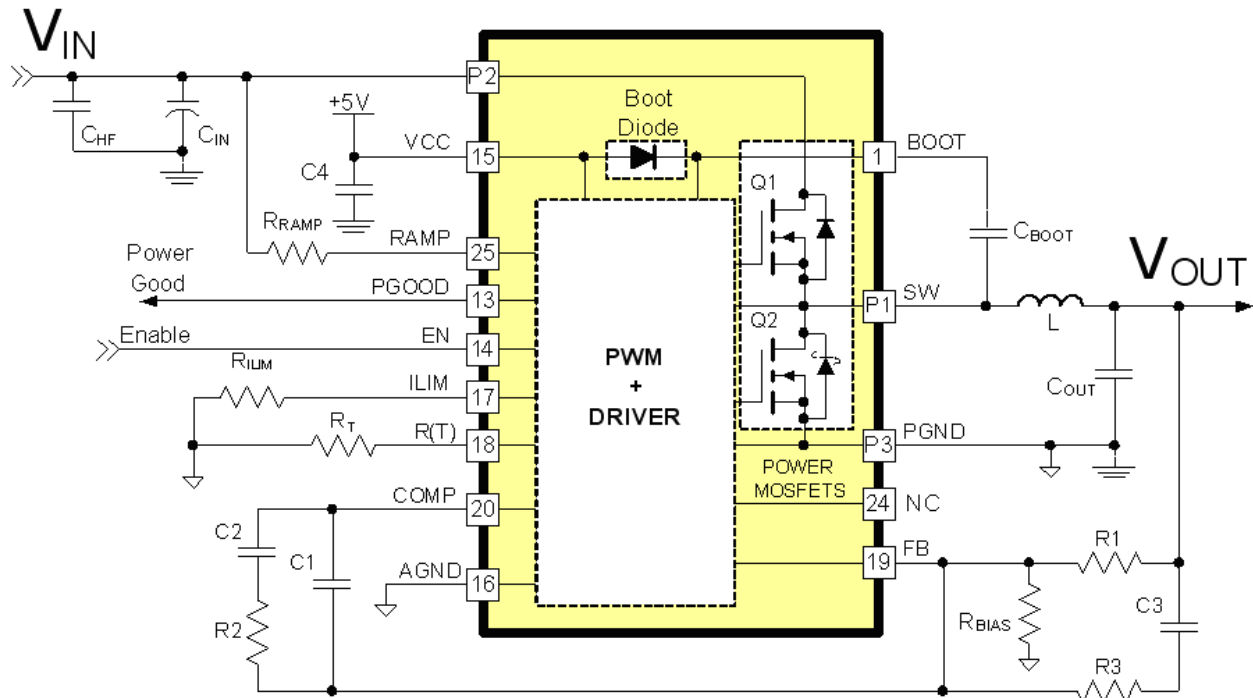 VIN
P2
+5V
Boot
Diode
CHF
CIN
VCC
15
1
BOOT
C4
Q1
RRAMP
RAMP
25
CBOOT
Power
Good
PGOOD
13
P1
SW
VOUT
L
Enable
EN
14
Q2
PWM
+
DRIVER
RILIM
ILIM
17
COUT
RT
R(T)
18
P3
PGND
POWER
MOSFETS
COMP
20
24
NC
C2
C1
19
FB
R1
AGND
16
R2
RBIAS
C3
R3